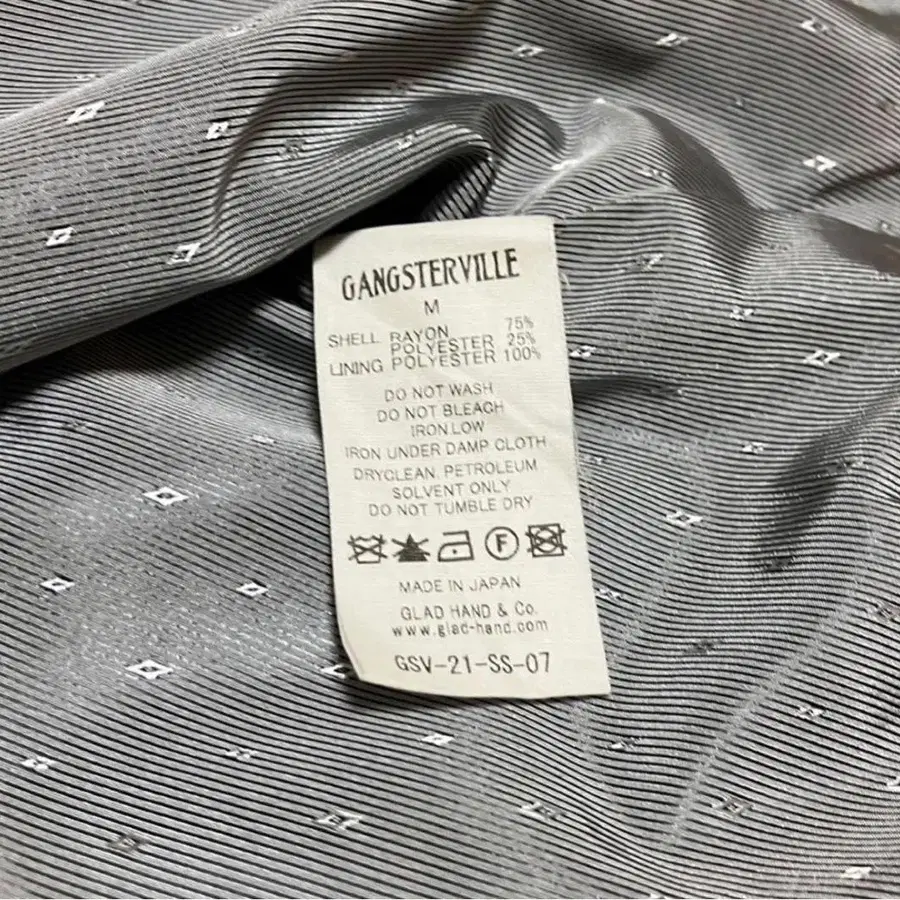 GANGSTERVILLE
M
SHELL RAYON 75%
POLYESTER 25%
LINING POLYESTER 100%
DO NOT WASH
DO NOT BLEACH
IRON LOW
IRON UNDER DAMP CLOTH
DRYCLEAN. PETROLEUM
SOLVENT ONLY
DO NOT TUMBLE DRY
F
MADE IN JAPAN
GLAD HAND & Co.
www.glad-hand.com
GSV-21-SS-07